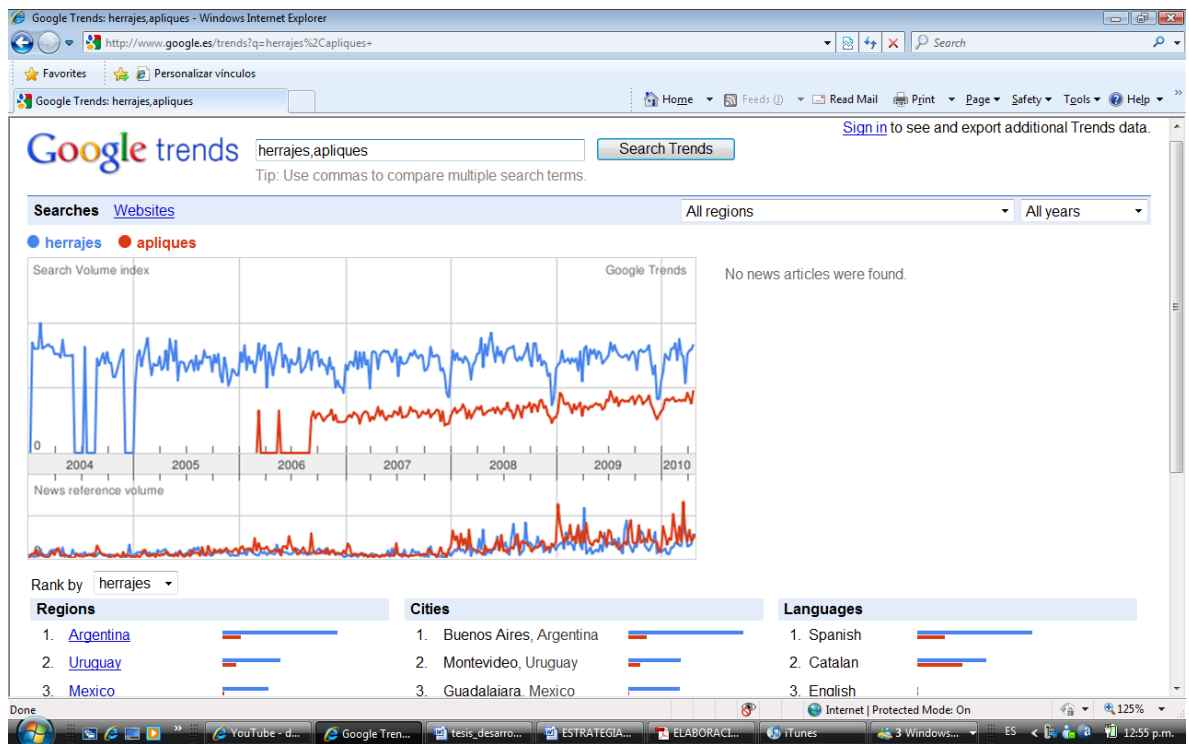 Google Trends: herrajes,apliques - Windows Internet Explorer
http://www.google.es/trends?q=herrajes%2Capliques+
Search
Favorites Personalizar vínculos
Google Trends: herrajes,apliques
Home Feeds (J) Read Mail Print Page Safety Tools Help »
Sign in to see and export additional Trends data.
Google trends herrajes,apliques Search Trends
Tip: Use commas to compare multiple search terms.
Searches Websites All regions All years
herrajes apliques
Search Volume index Google Trends
No news articles were found.
0
2004 2005 2006 2007 2008 2009 2010
News reference volume
0
Rank by herrajes
Regions Cities Languages
1. Argentina 1. Buenos Aires, Argentina 1. Spanish
2. Uruguay 2. Montevideo, Uruguay 2. Catalan
3. Mexico 3. Guadalajara, Mexico 3. English
Done Internet | Protected Mode: On 125%
» YouTube - d... Google Tren... tesis_desarro... ESTRATEGIA... ELABORACI... iTunes 3 Windows... ES 12:55 p.m.